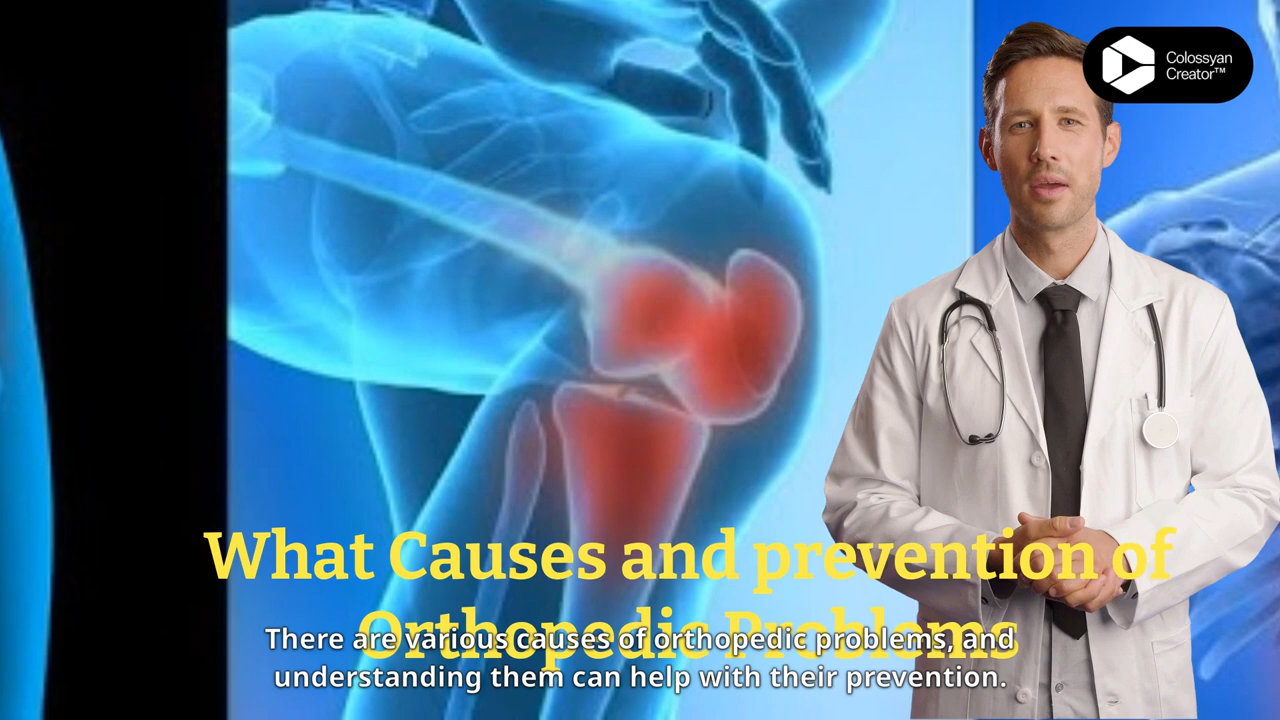 Colossyan
Creator™
What Causes and prevention of
Orthopedic Problems
There are various causes of orthopedic problems, and
understanding them can help with their prevention.